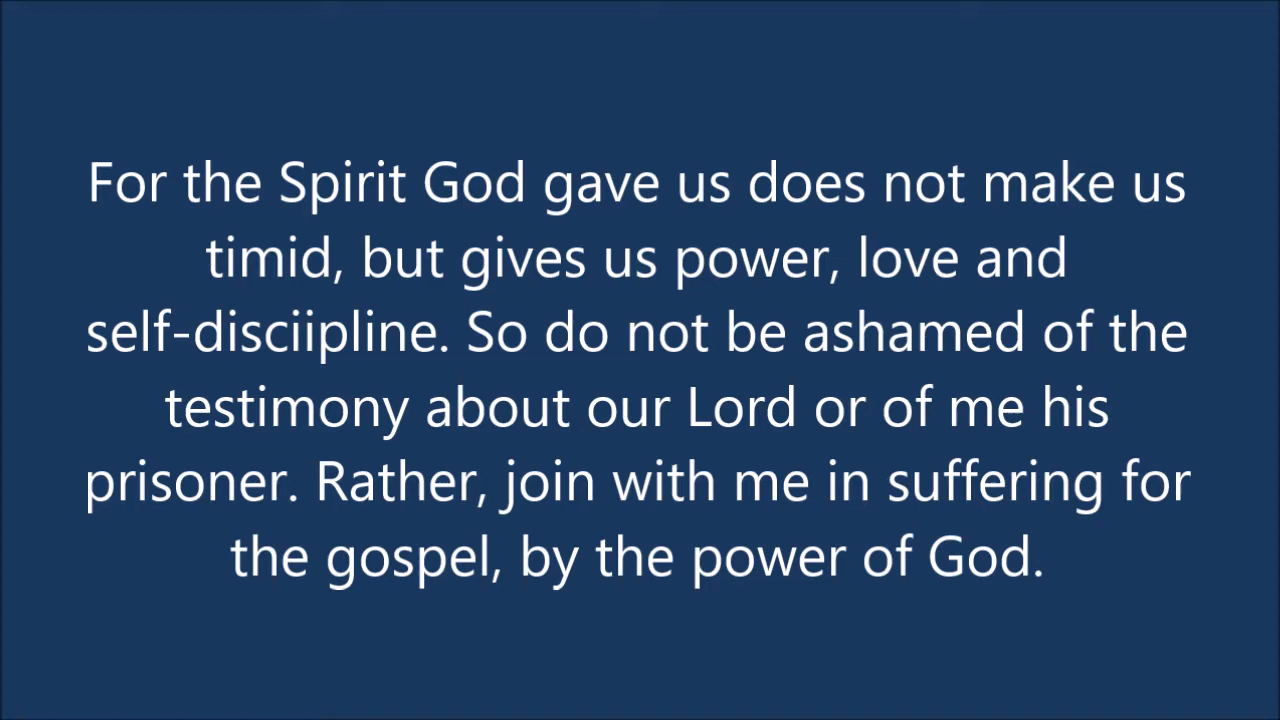 For the Spirit God gave us does not make us
timid, but gives us power, love and
self-disciipline. So do not be ashamed of the
testimony about our Lord or of me his
prisoner. Rather, join with me in suffering for
the gospel, by the power of God.